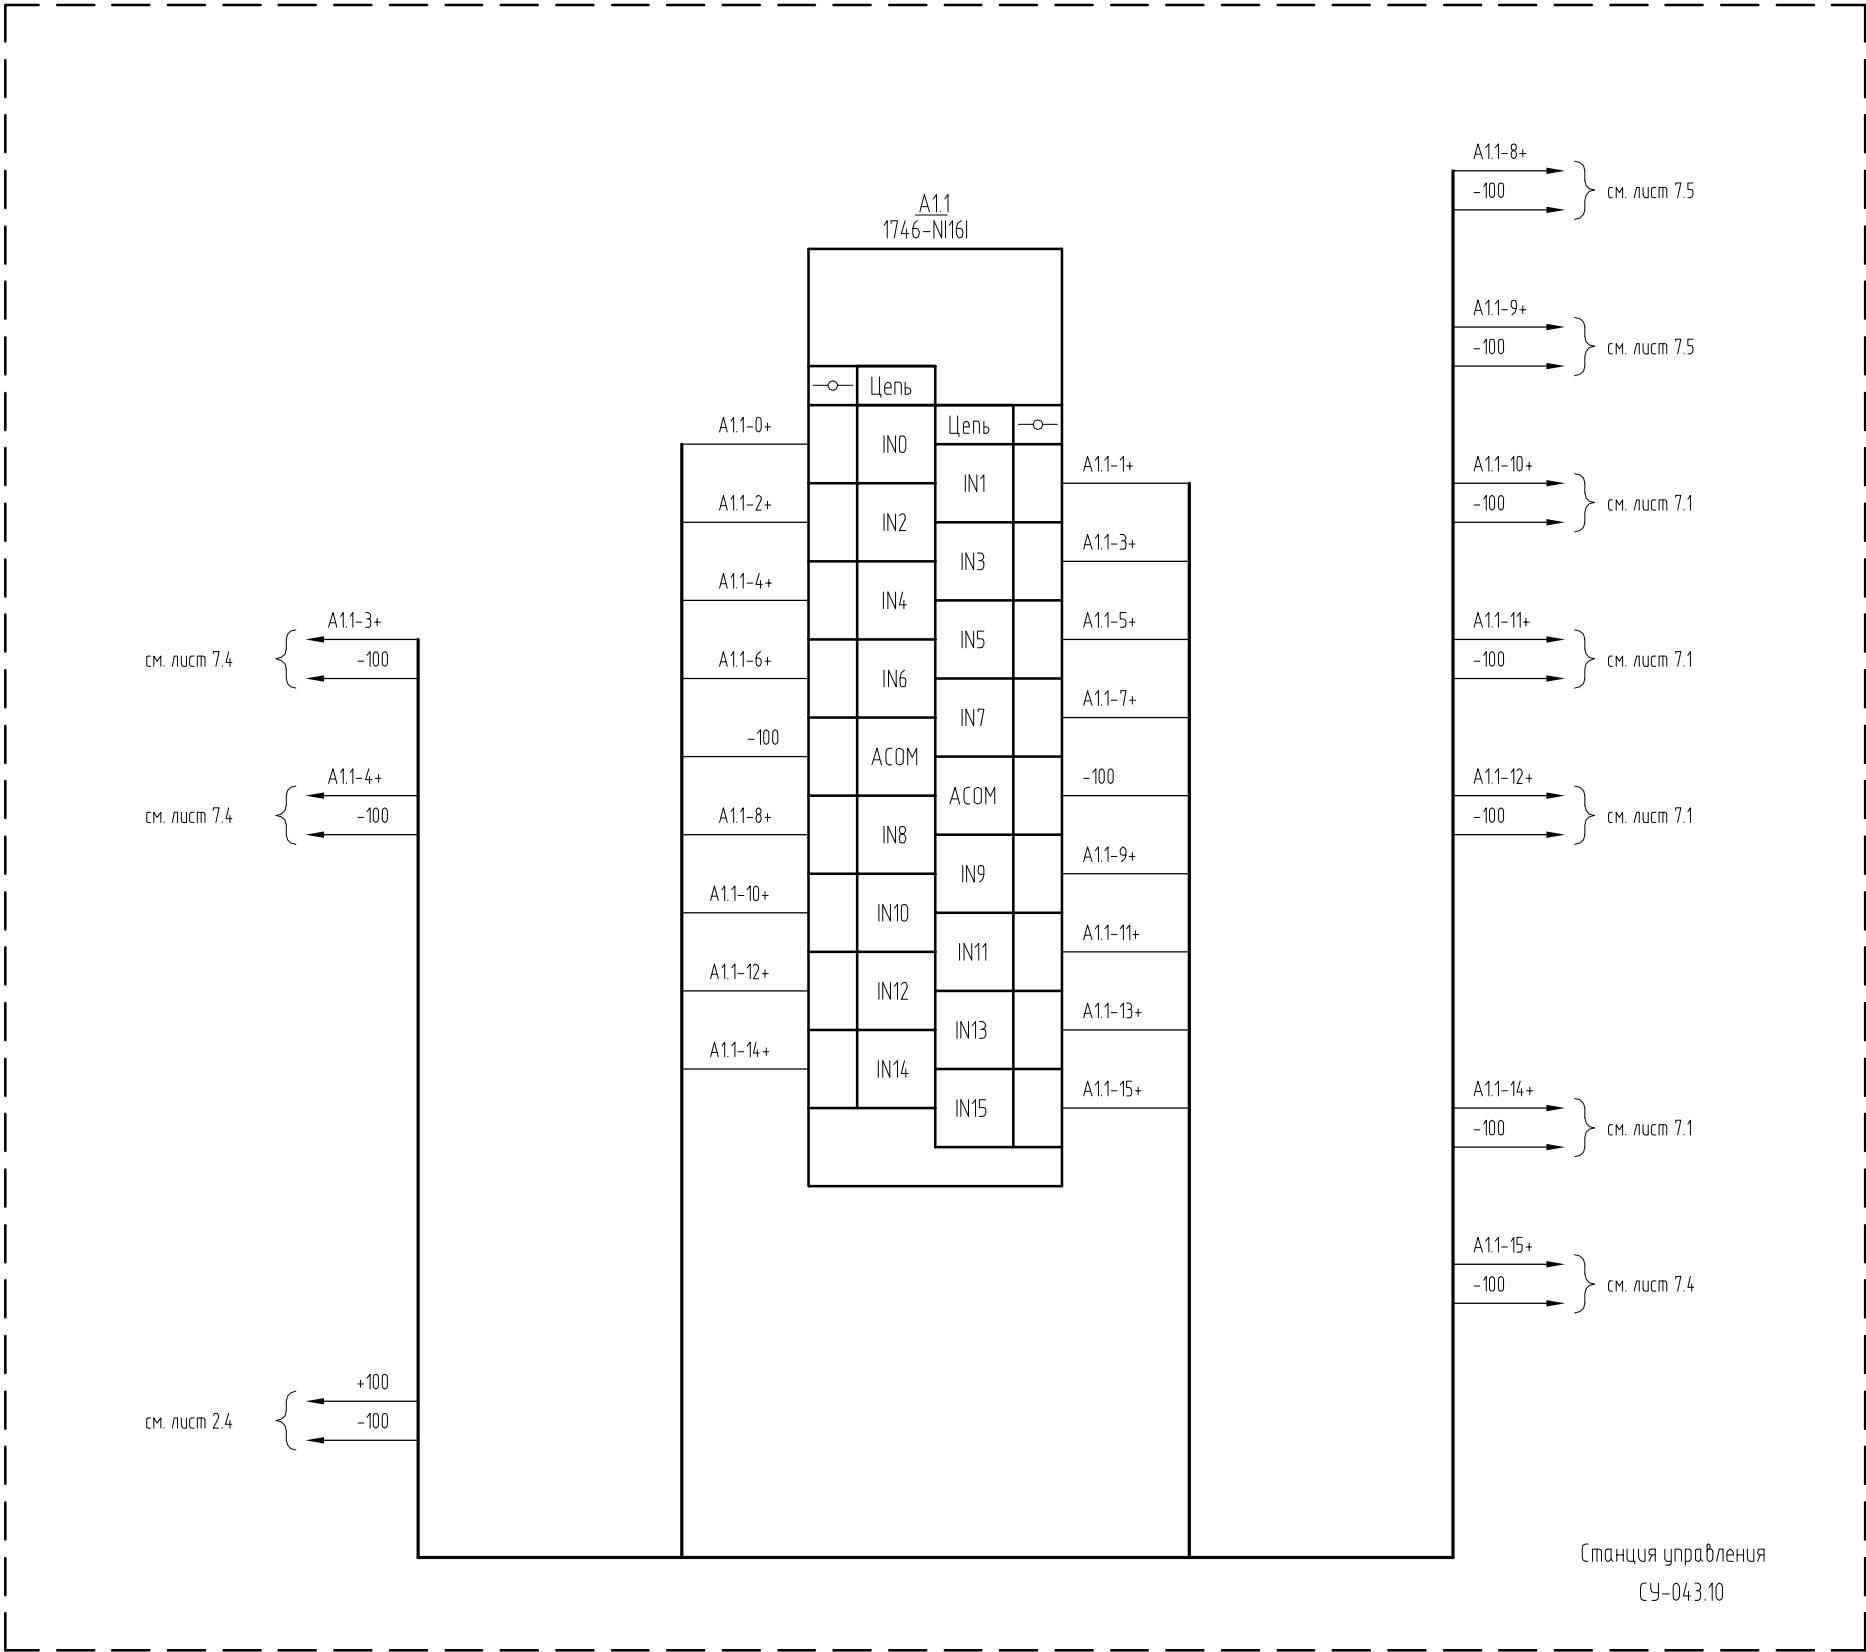 A1.1
1746-NI16I
Цепь
Цепь
A1.1-0+
IN0
A1.1-2+
IN2
A1.1-4+
IN4
A1.1-6+
IN6
-100
ACOM
A1.1-8+
IN8
A1.1-10+
IN10
A1.1-12+
IN12
A1.1-14+
IN14
IN1
A1.1-1+
IN3
A1.1-3+
IN5
A1.1-5+
IN7
A1.1-7+
ACOM
-100
IN9
A1.1-9+
IN11
A1.1-11+
IN13
A1.1-13+
IN15
A1.1-15+
A1.1-3+
-100
см. лист 7.4
A1.1-4+
-100
см. лист 7.4
+100
-100
см. лист 2.4
A1.1-8+
-100
см. лист 7.5
A1.1-9+
-100
см. лист 7.5
A1.1-10+
-100
см. лист 7.1
A1.1-11+
-100
см. лист 7.1
A1.1-12+
-100
см. лист 7.1
A1.1-14+
-100
см. лист 7.1
A1.1-15+
-100
см. лист 7.4
Станция управления
СУ-043.10